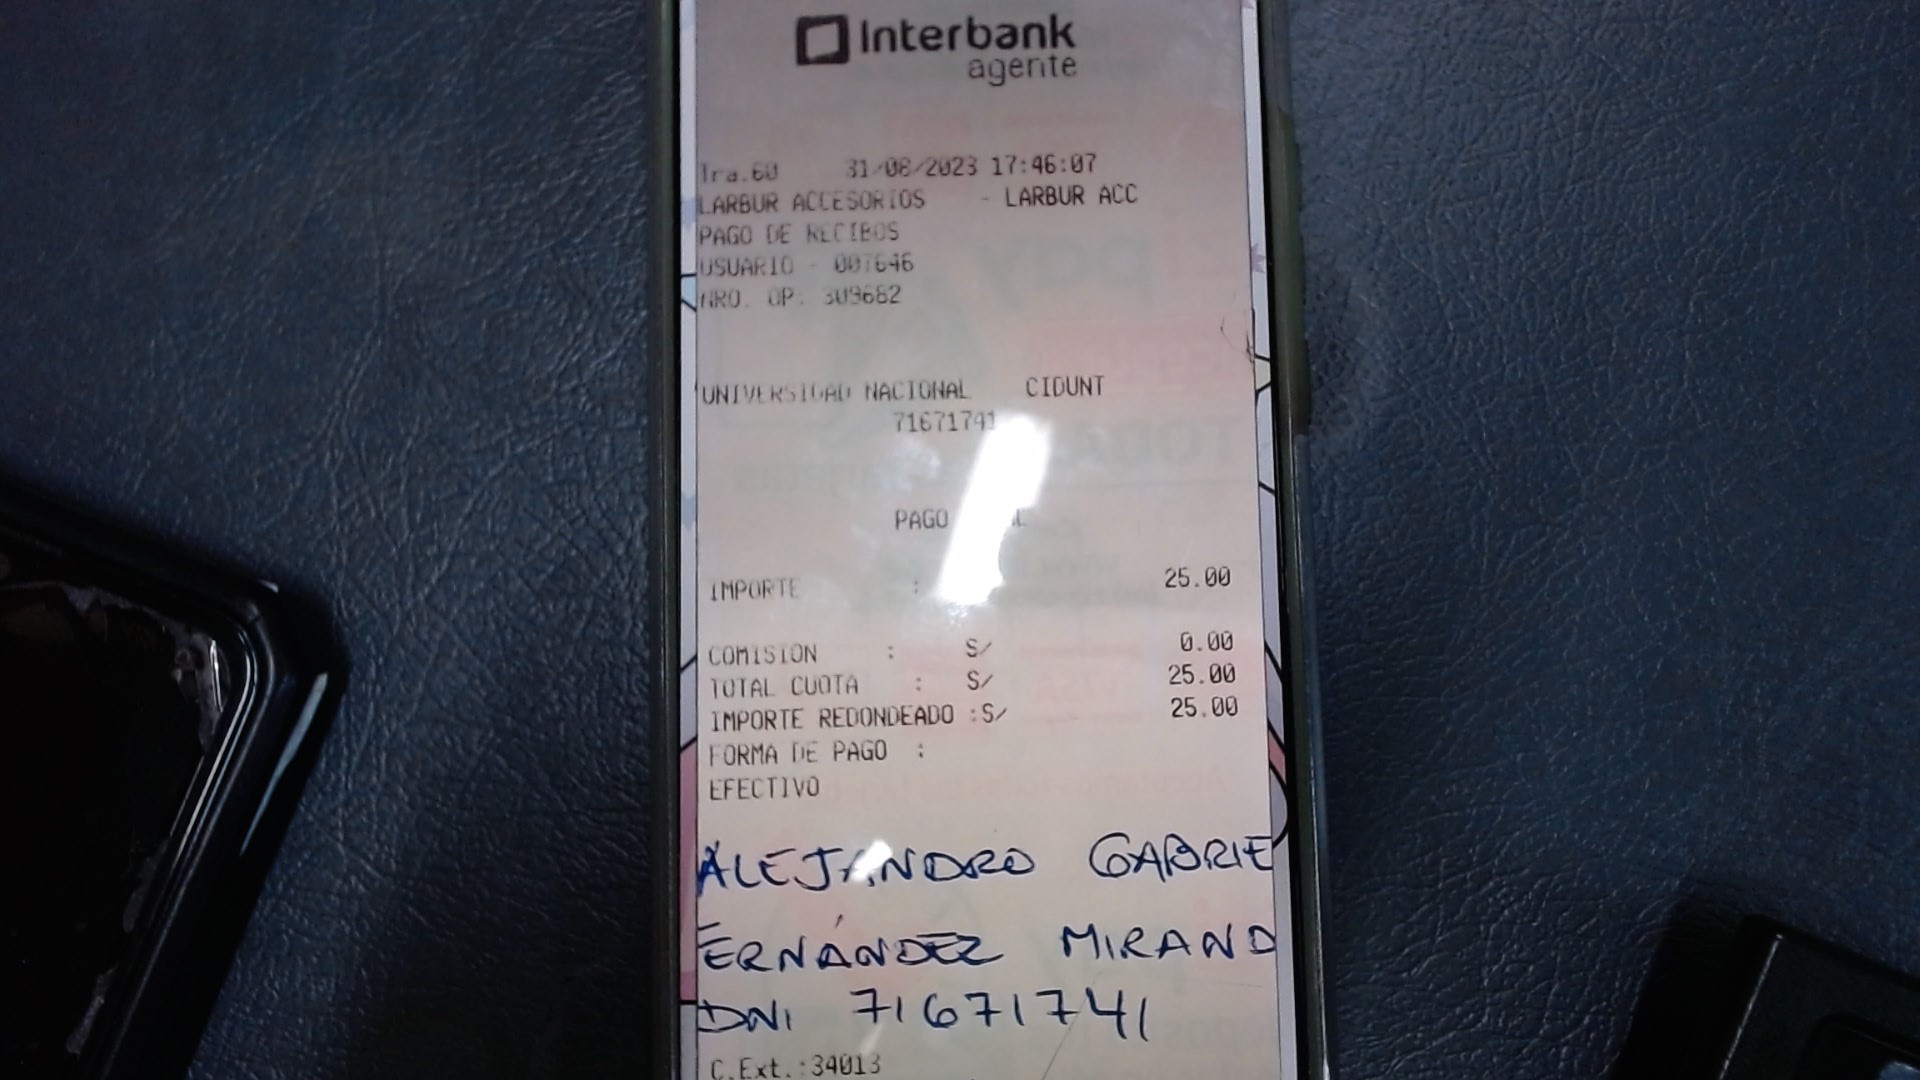 Interbank
agente
Tra.60 31/08/2023 17:46:07
LARBUR ACCESORIOS - LARBUR ACC
PAGO DE RECIBOS
USUARIO - 007646
NRO. OP: 309682
UNIVERSIDAD NACIONAL CIDUNT
71671741
PAGO
IMPORTE : 25.00
COMISION : S/ 0.00
TOTAL CUOTA : S/ 25.00
IMPORTE REDONDEADO :S/ 25.00
FORMA DE PAGO :
EFECTIVO
ALEJANDRO GABRIE
ERNÁNDEZ MIRAND
DNI 71671741
C.Ext.:34013